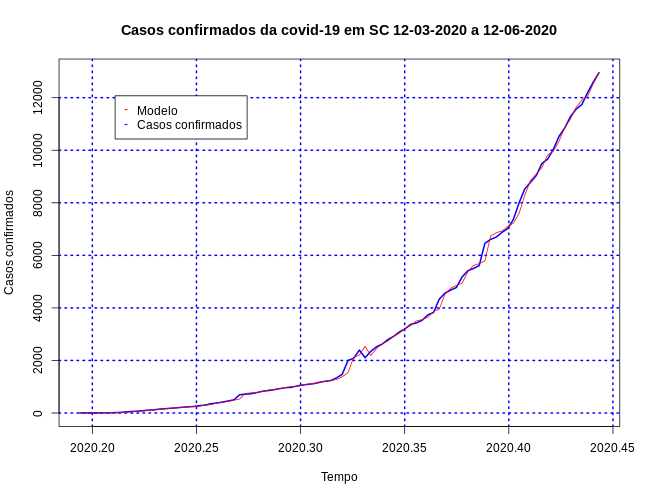 Casos confirmados da covid-19 em SC 12-03-2020 a 12-06-2020
Casos confirmados
12000
10000
8000
6000
4000
2000
0
Modelo
Casos confirmados
2020.20 2020.25 2020.30 2020.35 2020.40 2020.45
Tempo